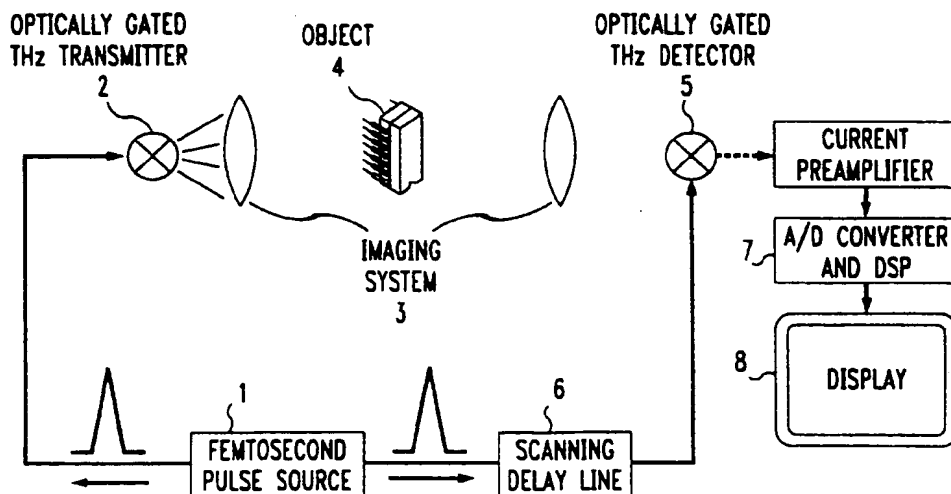 OPTICALLY GATED
THz TRANSMITTER
2
OBJECT
4
OPTICALLY GATED
THz DETECTOR
5
CURRENT
PREAMPLIFIER
IMAGING
SYSTEM
3
7
A/D CONVERTER
AND DSP
8
DISPLAY
1
FEMTOSECOND
PULSE SOURCE
6
SCANNING
DELAY LINE